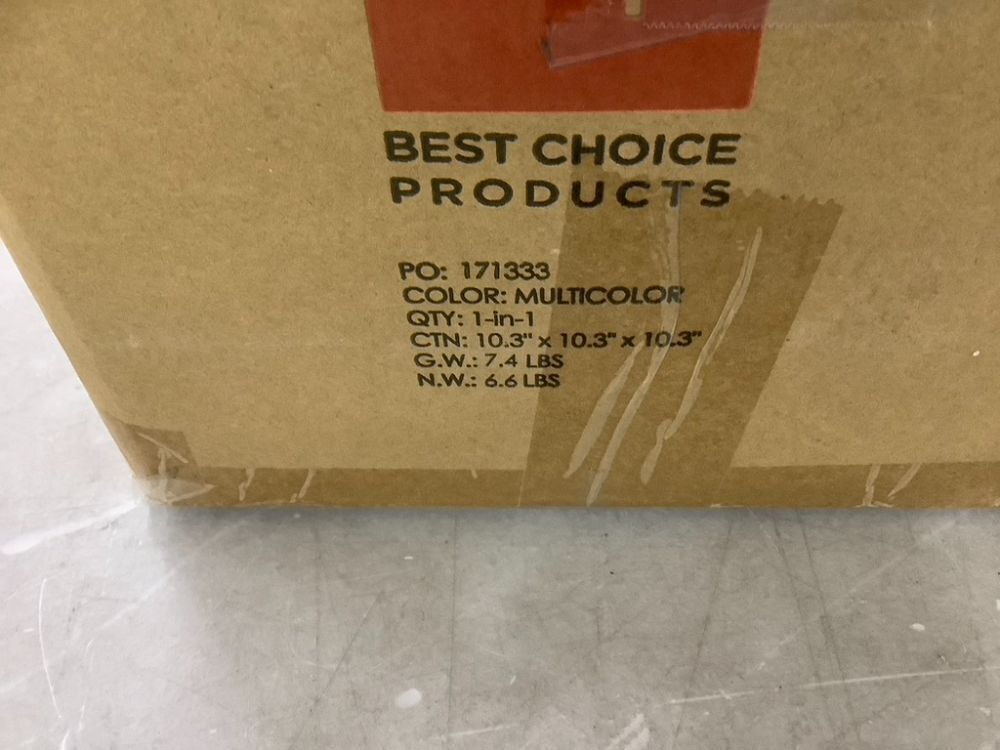 BEST CHOICE
PRODUCTS
PO: 171333
COLOR: MULTICOLOR
QTY: 1-in-1
CTN: 10.3" x 10.3" x 10.3"
G.W.: 7.4 LBS
N.W.: 6.6 LBS